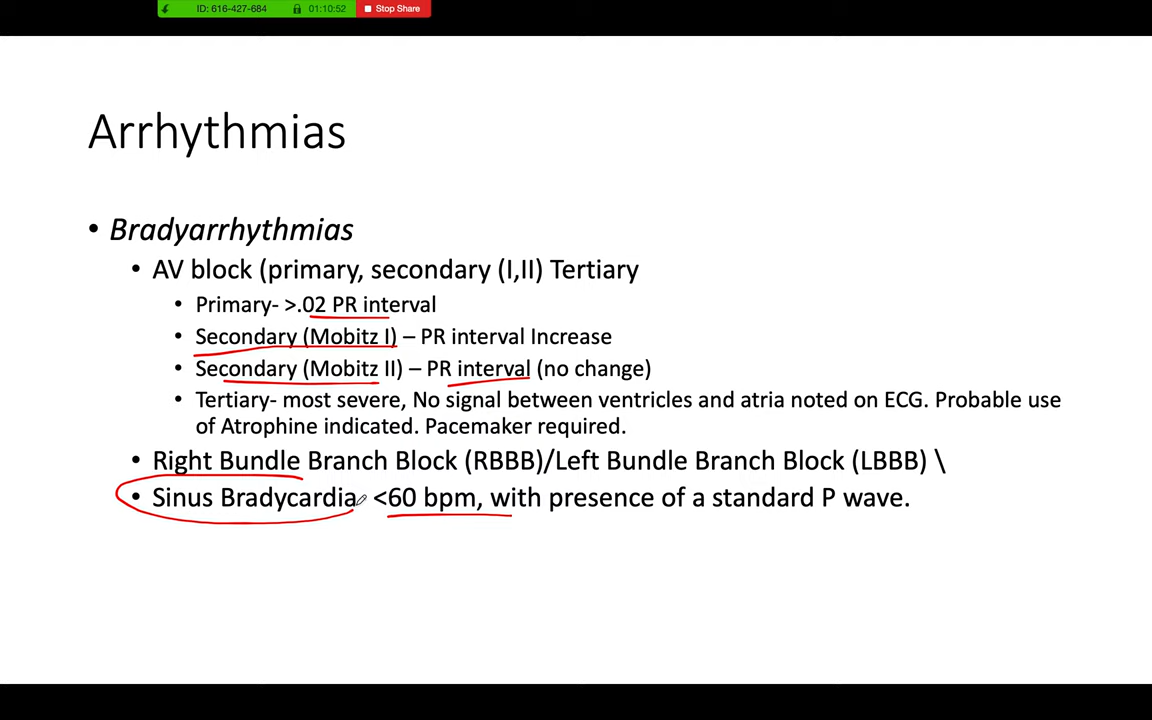 ID: 616-427-684 01:10:52 Stop Share
Arrhythmias
• Bradyarrhythmias
• AV block (primary, secondary (I,II) Tertiary
• Primary- >.02 PR interval
• Secondary (Mobitz I) – PR interval Increase
• Secondary (Mobitz II) – PR interval (no change)
• Tertiary- most severe, No signal between ventricles and atria noted on ECG. Probable use
of Atrophine indicated. Pacemaker required.
• Right Bundle Branch Block (RBBB)/Left Bundle Branch Block (LBBB) \
• Sinus Bradycardia <60 bpm, with presence of a standard P wave.